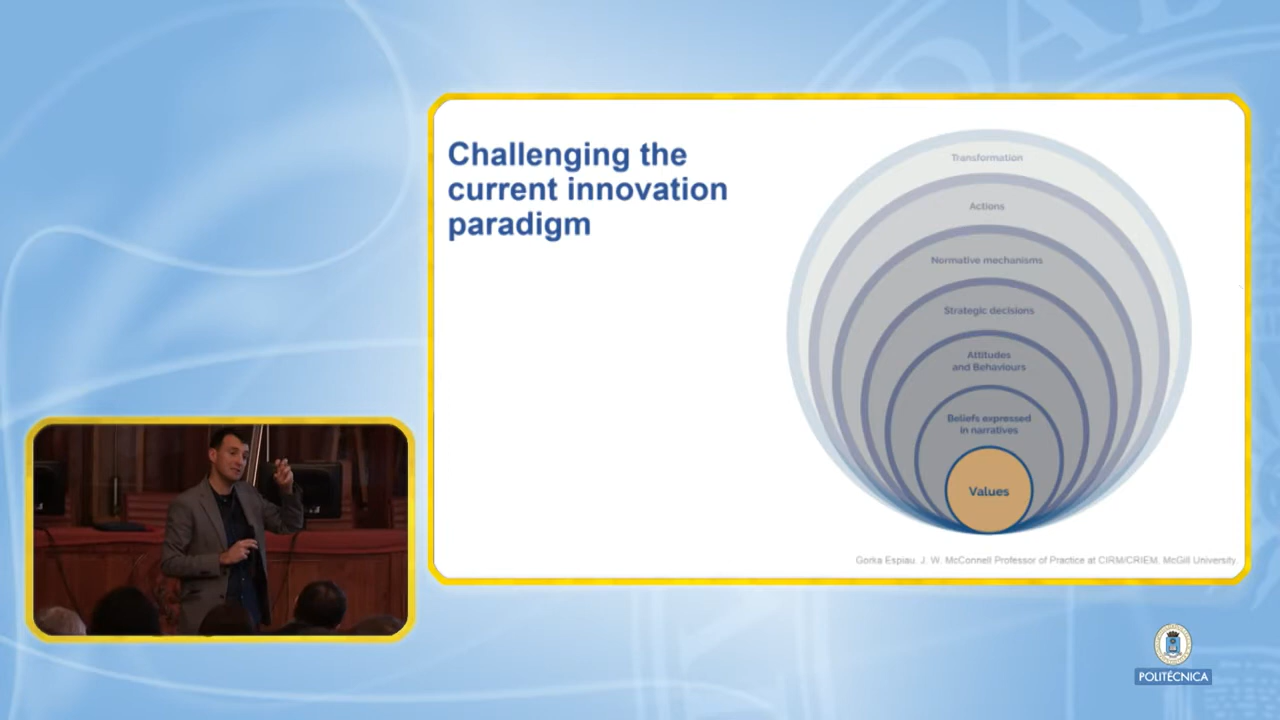 Challenging the
current innovation
paradigm
Transformation
Actions
Normative mechanisms
Strategic decisions
Attitudes
and Behaviours
Beliefs expressed
in narratives
Values
Gorka Espiau. J. W. McConnell Professor of Practice at CIRM/CRIEM, McGill University.
POLITÉCNICA